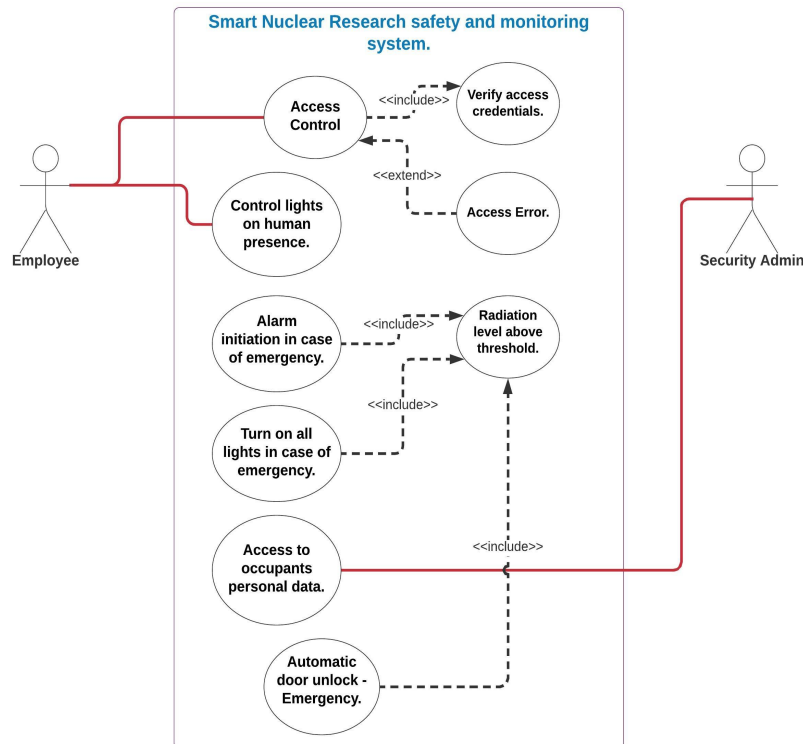 Smart Nuclear Research safety and monitoring
system.
Access
Control
<<include>>
Verify access
credentials.
<<extend>>
Access Error.
Control lights
on human
presence.
Employee
Security Admin
Alarm
initiation in case
of emergency.
<<include>>
Radiation
level above
threshold.
<<include>>
Turn on all
lights in case of
emergency.
<<include>>
Access to
occupants
personal data.
Automatic
door unlock -
Emergency.